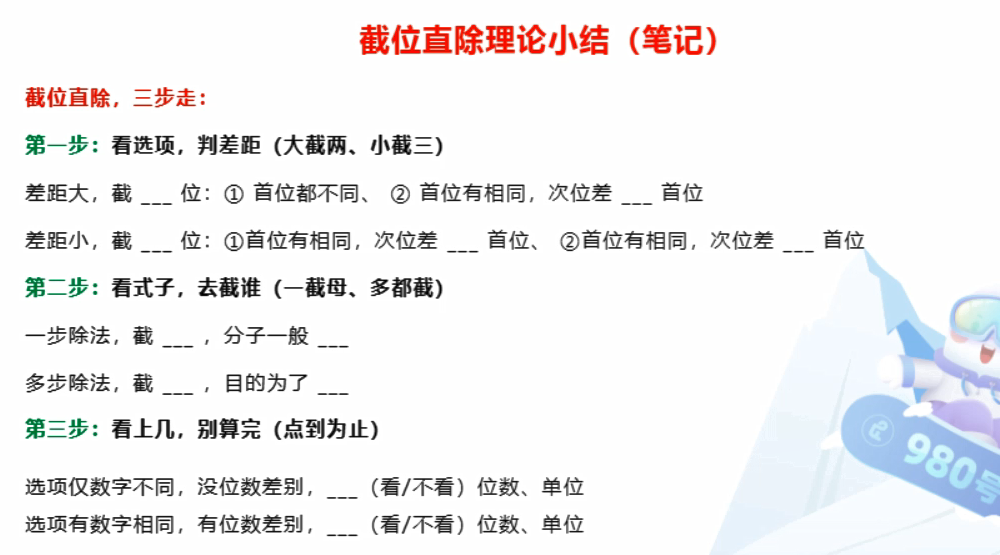 截位直除理论小结（笔记）
截位直除，三步走：
第一步：看选项，判差距（大截两、小截三）
差距大，截 ___ 位：① 首位都不同、 ② 首位有相同，次位差 ___ 首位
差距小，截 ___ 位：①首位有相同，次位差 ___ 首位、 ②首位有相同，次位差 ___ 首位
第二步：看式子，去截谁（一截母、多都截）
一步除法，截 ___ ，分子一般 ___
多步除法，截 ___ ，目的为了 ___
第三步：看上几，别算完（点到为止）
980号
选项仅数字不同，没位数差别，___（看/不看）位数、单位
选项有数字相同，有位数差别，___（看/不看）位数、单位